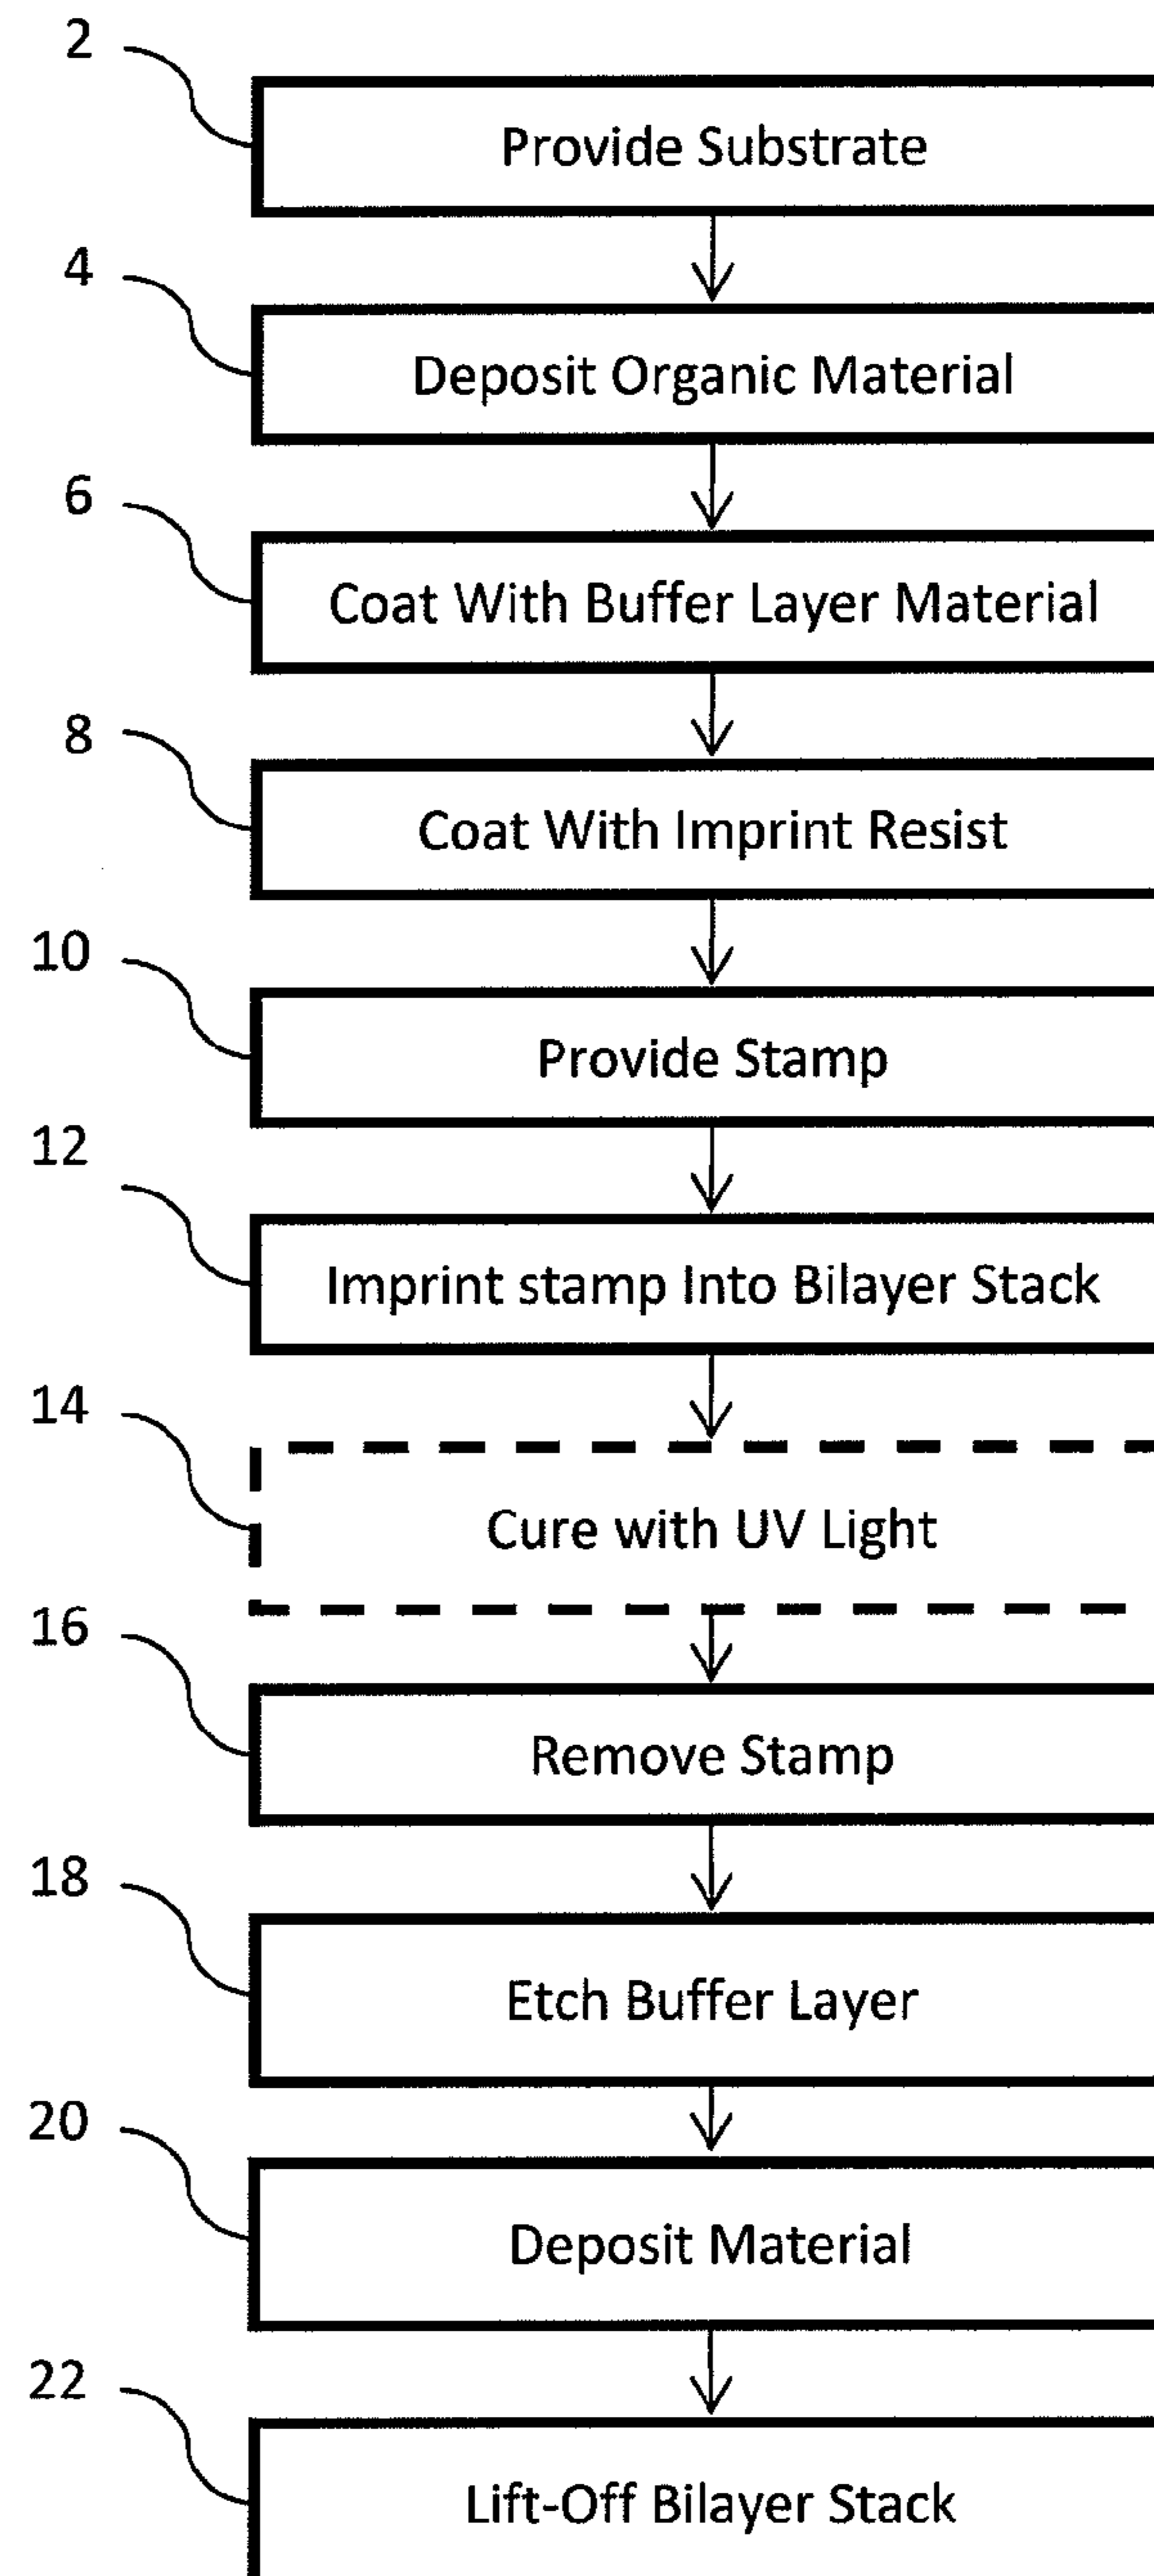 2
Provide Substrate
4
Deposit Organic Material
6
Coat With Buffer Layer Material
8
Coat With Imprint Resist
10
Provide Stamp
12
Imprint stamp Into Bilayer Stack
14
Cure with UV Light
16
Remove Stamp
18
Etch Buffer Layer
20
Deposit Material
22
Lift-Off Bilayer Stack